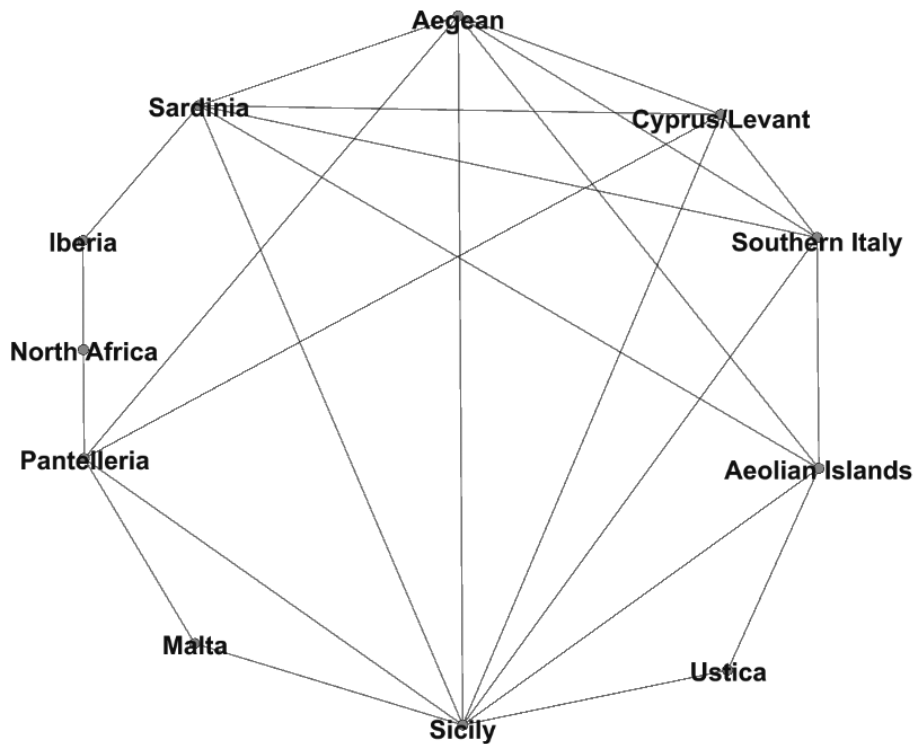 Aegean
Sardinia
Cyprus/Levant
Iberia
Southern Italy
North Africa
Pantelleria
Aeolian Islands
Malta
Ustica
Sicily